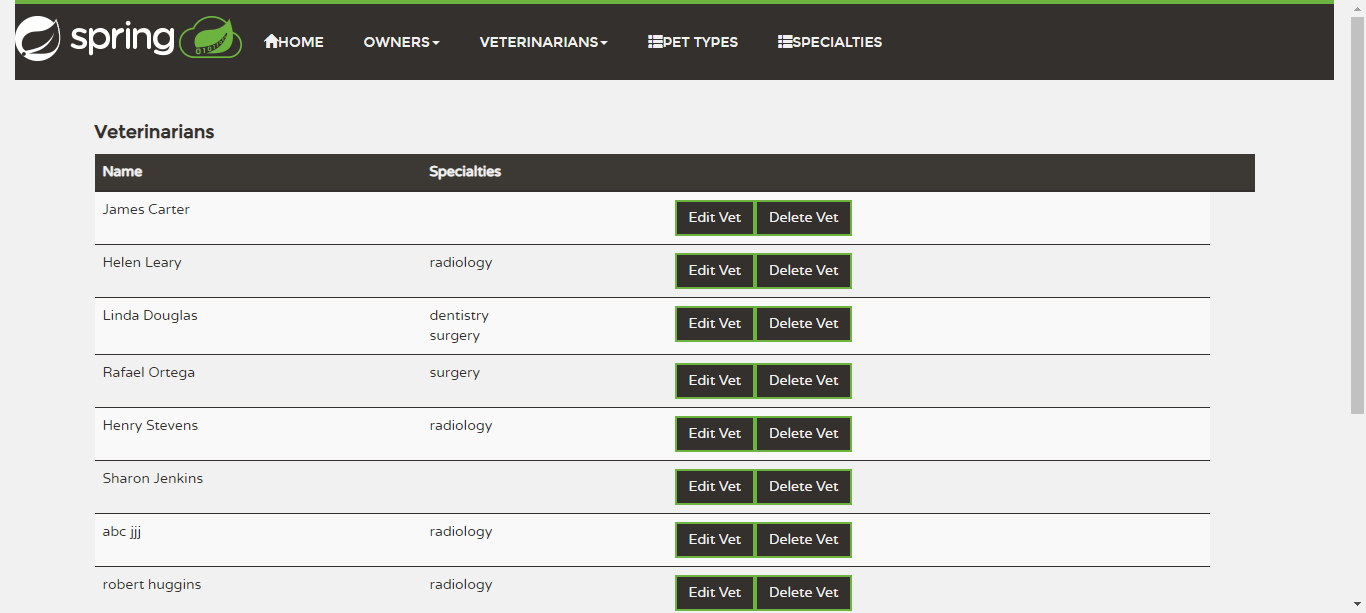 spring
HOME OWNERS VETERINARIANS PET TYPES SPECIALTIES
Veterinarians
Name Specialties
James Carter Edit Vet Delete Vet
Helen Leary radiology Edit Vet Delete Vet
Linda Douglas dentistry Edit Vet Delete Vet
surgery
Rafael Ortega surgery Edit Vet Delete Vet
Henry Stevens radiology Edit Vet Delete Vet
Sharon Jenkins Edit Vet Delete Vet
abc jjj radiology Edit Vet Delete Vet
robert huggins radiology Edit Vet Delete Vet